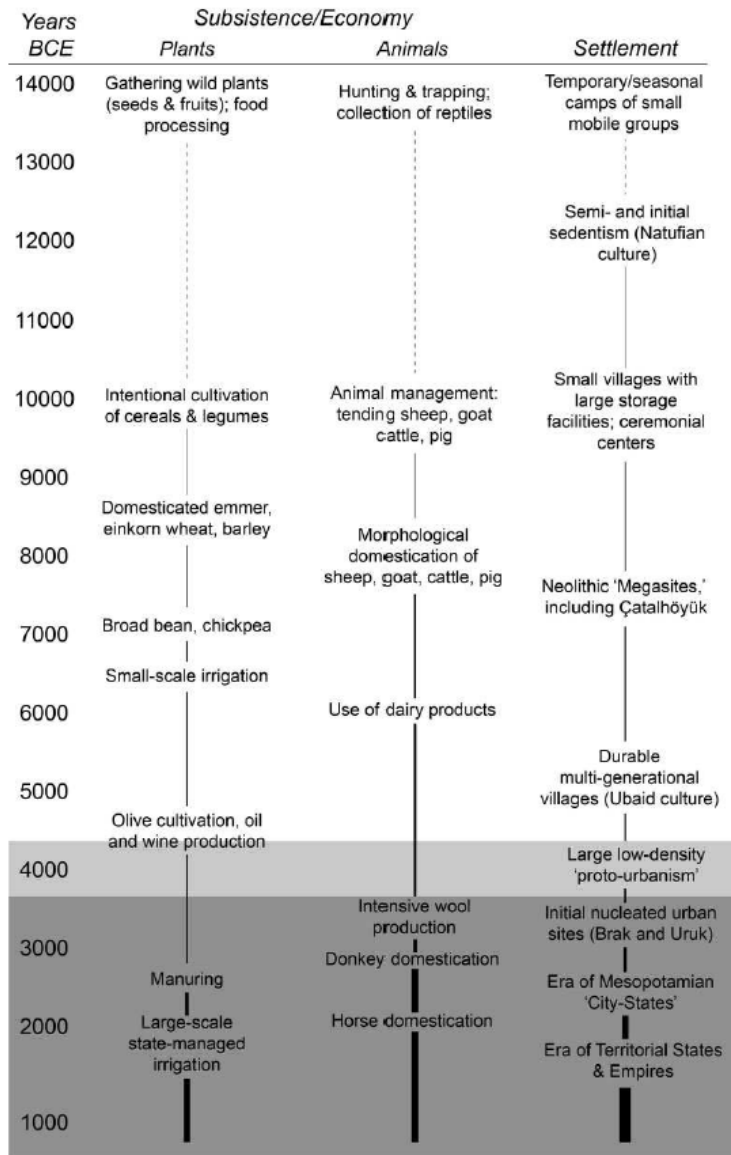 Years
BCE
Subsistence/Economy
Plants
Animals
Settlement
14000
Gathering wild plants
(seeds & fruits); food
processing
Hunting & trapping;
collection of reptiles
Temporary/seasonal
camps of small
mobile groups
13000
12000
Semi- and initial
sedentism (Natufian
culture)
11000
10000
Intentional cultivation
of cereals & legumes
Animal management:
tending sheep, goat
cattle, pig
Small villages with
large storage
facilities; ceremonial
centers
9000
Domesticated emmer,
einkorn wheat, barley
8000
Morphological
domestication of
sheep, goat, cattle, pig
Neolithic ‘Megasites,’
including Çatalhöyük
7000
Broad bean, chickpea
Small-scale irrigation
6000
Use of dairy products
5000
Durable
multi-generational
villages (Ubaid culture)
Olive cultivation, oil
and wine production
4000
Large low-density
‘proto-urbanism’
Intensive wool
production
Initial nucleated urban
sites (Brak and Uruk)
3000
Donkey domestication
Manuring
Era of Mesopotamian
‘City-States’
2000
Large-scale
state-managed
irrigation
Horse domestication
Era of Territorial States
& Empires
1000